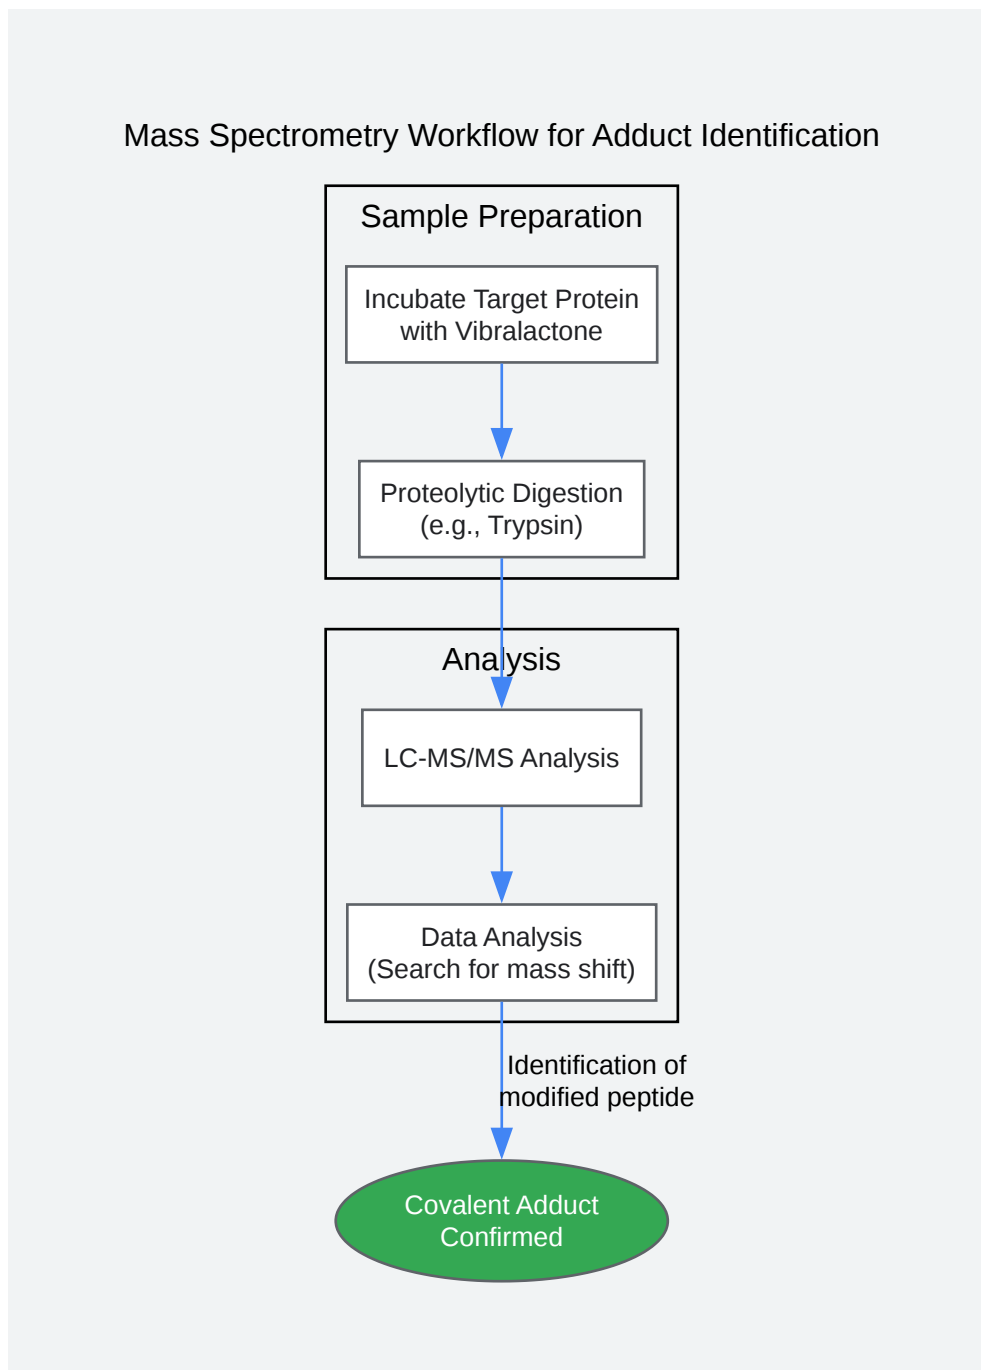 Mass Spectrometry Workflow for Adduct Identification
Sample Preparation
Incubate Target Protein
with Vibralactone
Proteolytic Digestion
(e.g., Trypsin)
Analysis
LC-MS/MS Analysis
Data Analysis
(Search for mass shift)
Identification of
modified peptide
Covalent Adduct
Confirmed